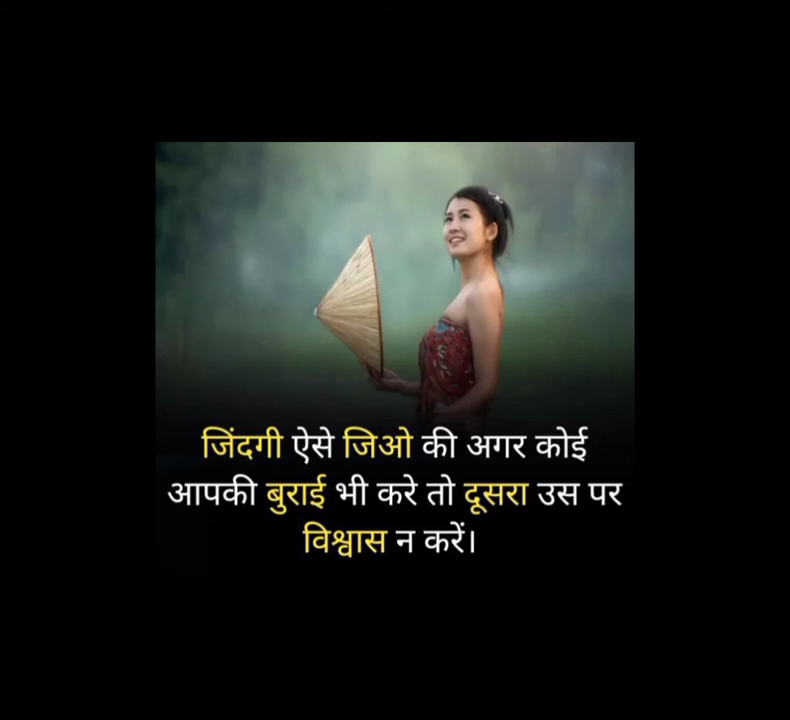 जिंदगी ऐसे जिओ की अगर कोई
आपकी बुराई भी करे तो दूसरा उस पर
विश्वास न करें।